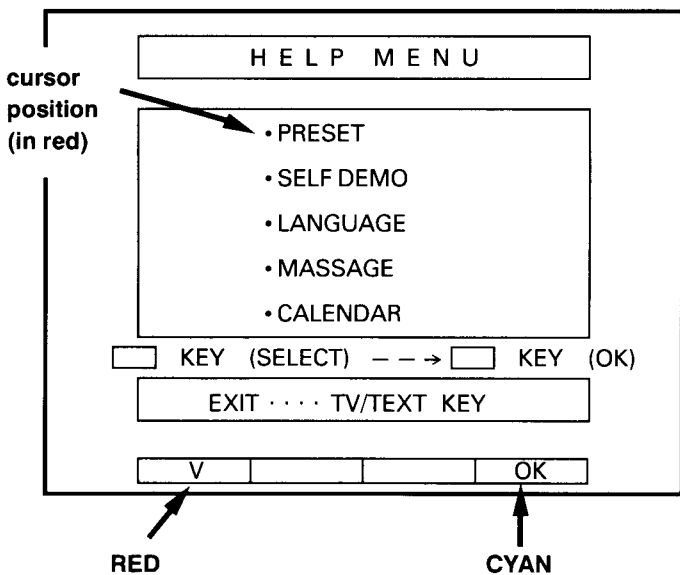 HELP MENU
cursor
position
(in red)
• PRESET
• SELF DEMO
• LANGUAGE
• MASSAGE
• CALENDAR
KEY (SELECT) – – –→ KEY (OK)
EXIT ···· TV/TEXT KEY
V OK
RED CYAN